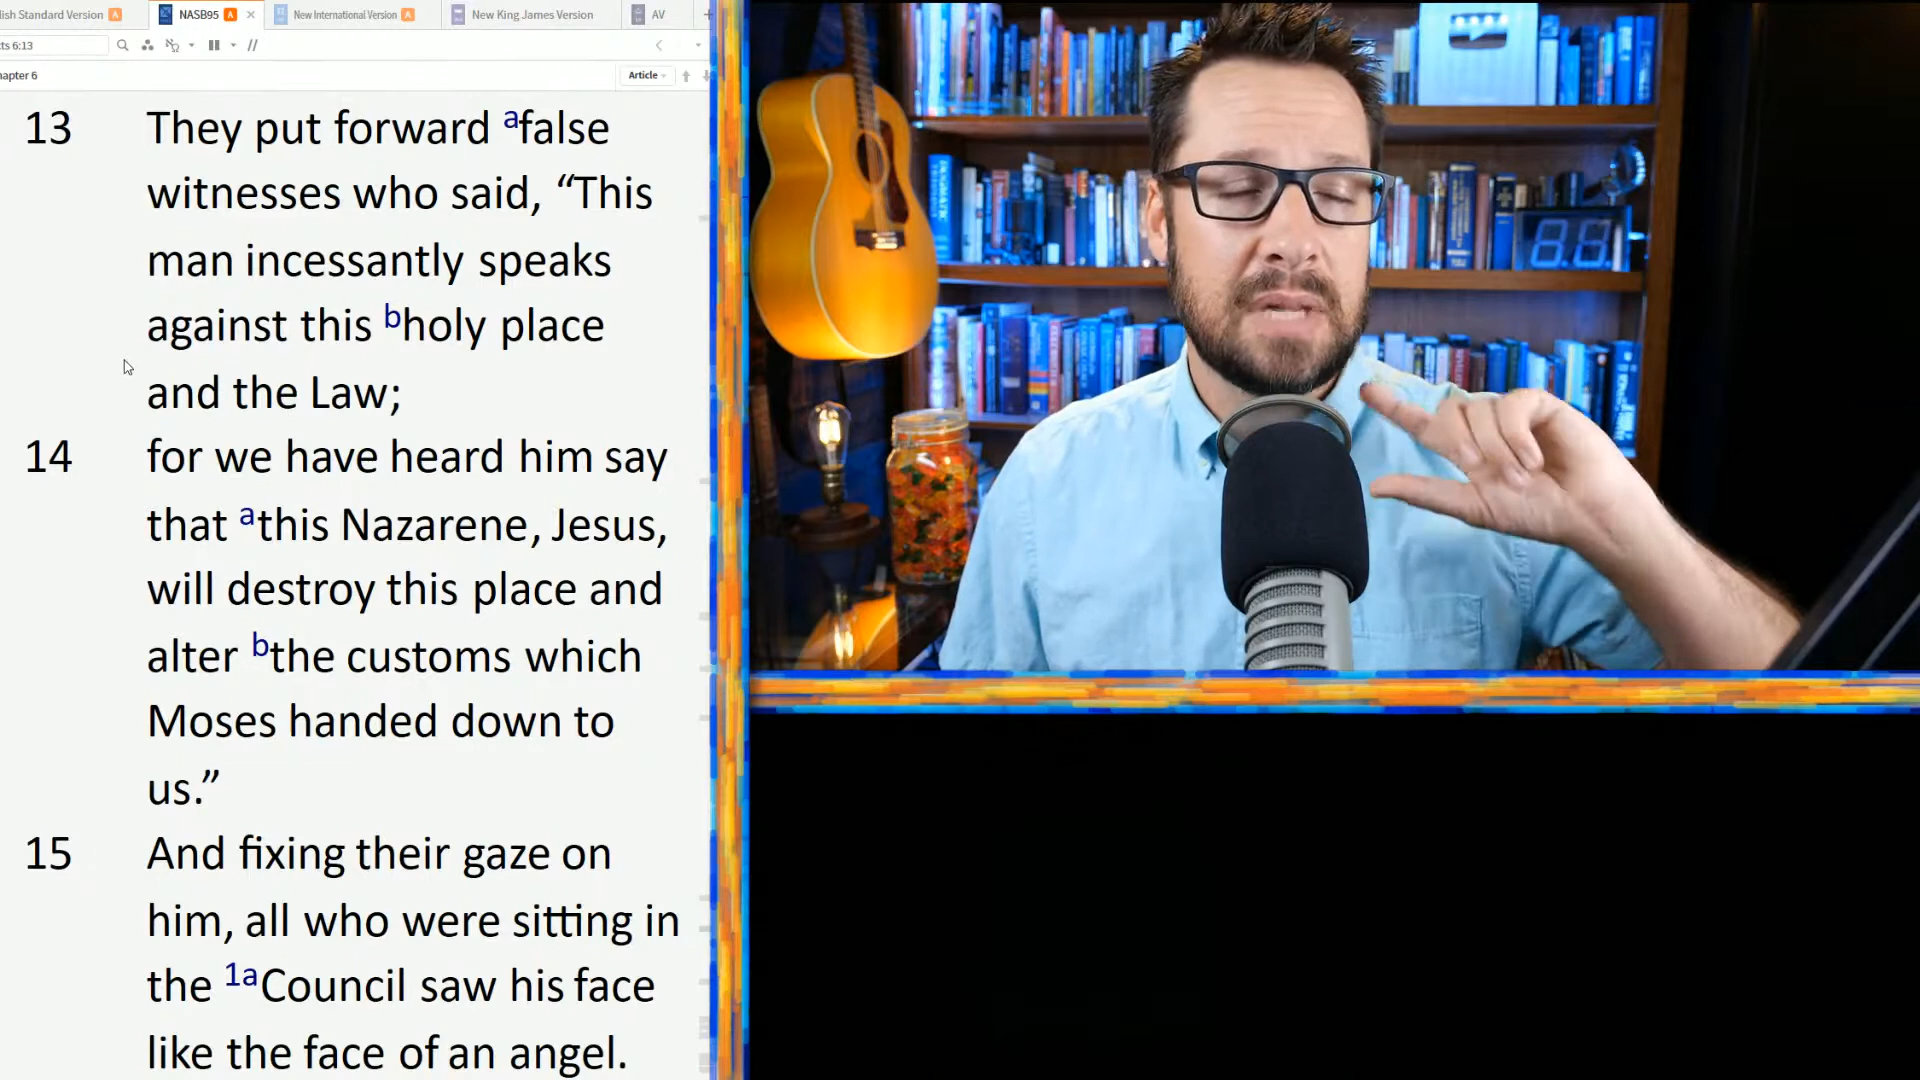 lish Standard Version A
NASB95 A
New International Version A
New King James Version
AV
ts 6:13
hapter 6
Article
13 They put forward ᵃfalse
witnesses who said, “This
man incessantly speaks
against this ᵇholy place
and the Law;
14 for we have heard him say
that ᵃthis Nazarene, Jesus,
will destroy this place and
alter ᵇthe customs which
Moses handed down to
us.”
15 And fixing their gaze on
him, all who were sitting in
the ¹ᵃCouncil saw his face
like the face of an angel.